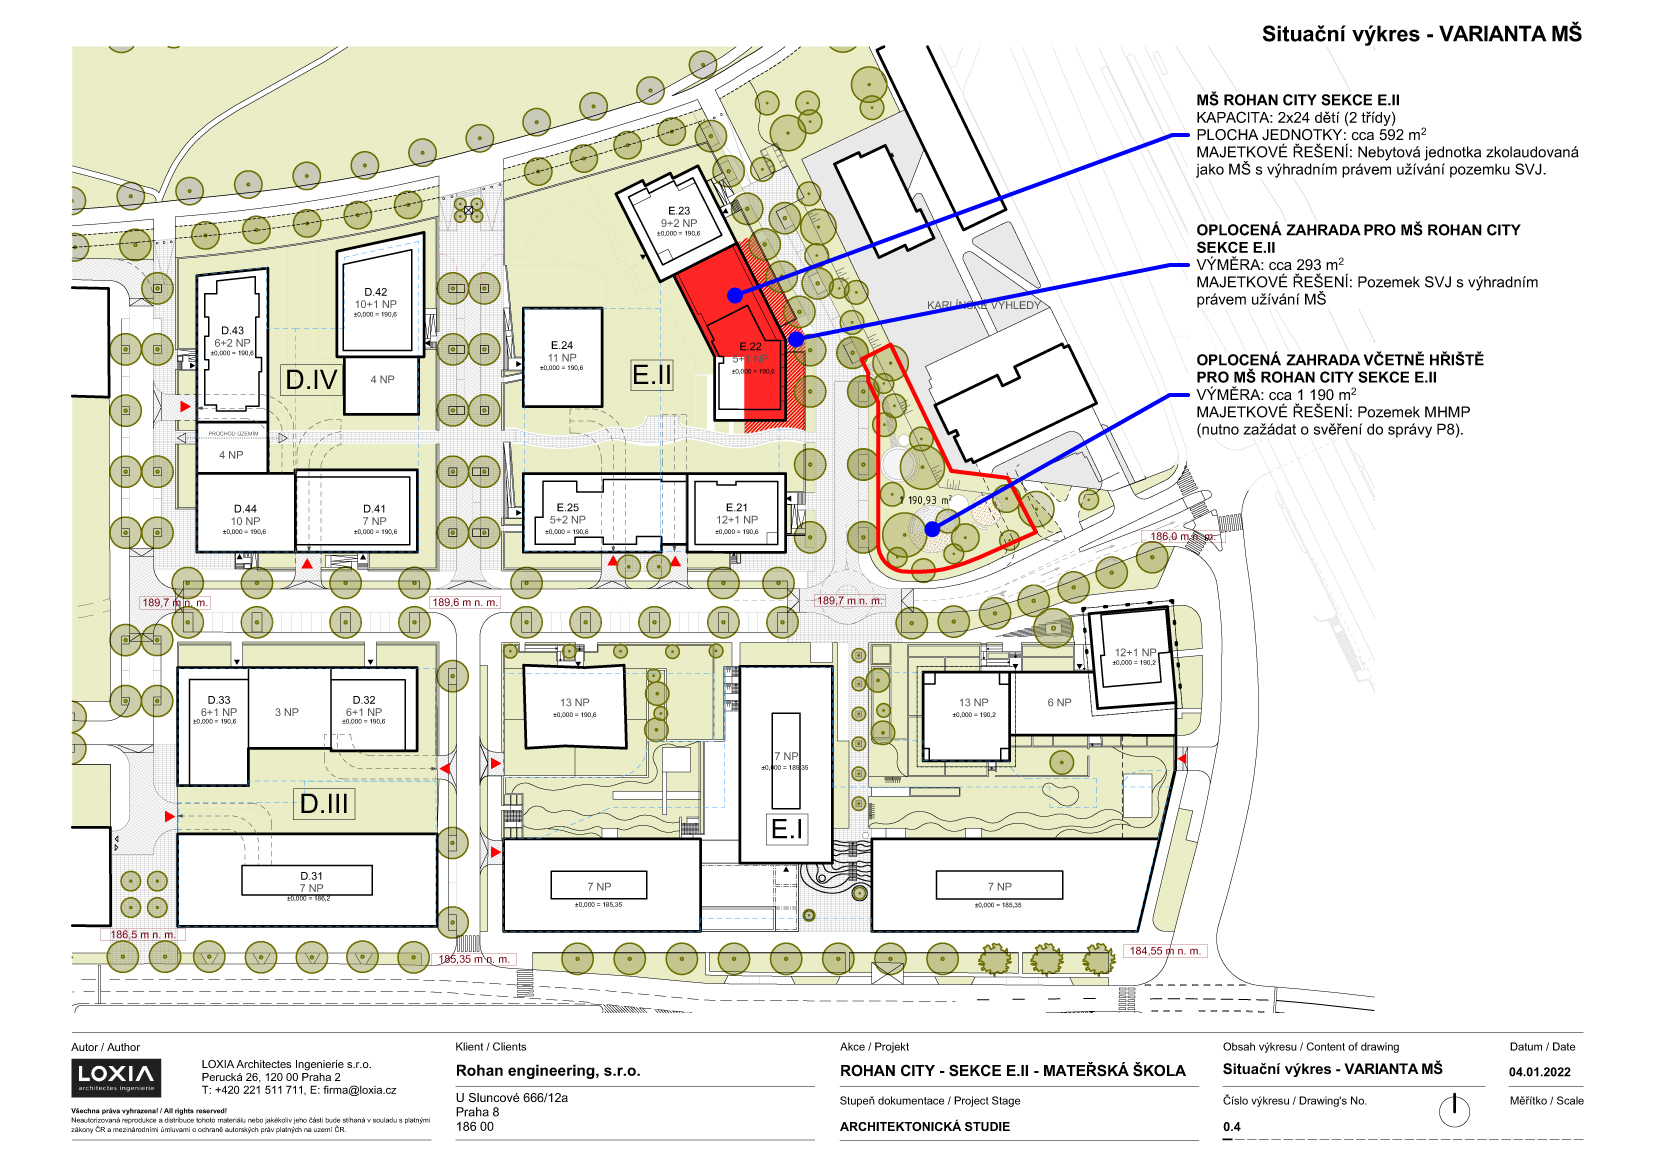 Situační výkres - VARIANTA MŠ
MŠ ROHAN CITY SEKCE E.II
KAPACITA: 2x24 dětí (2 třídy)
PLOCHA JEDNOTKY: cca 592 m²
MAJETKOVÉ ŘEŠENÍ: Nebytová jednotka zkolaudovaná
jako MŠ s výhradním právem užívání pozemku SVJ.
OPLOCENÁ ZAHRADA PRO MŠ ROHAN CITY
SEKCE E.II
VÝMĚRA: cca 293 m²
MAJETKOVÉ ŘEŠENÍ: Pozemek SVJ s výhradním
právem užívání MŠ
OPLOCENÁ ZAHRADA VČETNĚ HŘIŠTĚ
PRO MŠ ROHAN CITY SEKCE E.II
VÝMĚRA: cca 1 190 m²
MAJETKOVÉ ŘEŠENÍ: Pozemek MHMP
(nutno zažádat o svěření do správy P8).
E.23
9+2 NP
±0,000 = 190,6
D.42
10+1 NP
±0,000 = 190,6
KARLÍNSKÉ VÝHLEDY
D.43
6+2 NP
±0,000 = 190,6
E.24
11 NP
±0,000 = 190,6
E.22
5+1 NP
±0,000 = 190,6
D.IV
4 NP
E.II
PRŮCHOD ÚZEMÍM
4 NP
1 190,93 m²
D.44
10 NP
±0,000 = 190,6
D.41
7 NP
±0,000 = 190,6
E.25
5+2 NP
±0,000 = 190,6
E.21
12+1 NP
±0,000 = 190,6
186,0 m n. m.
189,7 m n. m.
189,6 m n. m.
189,7 m n. m.
12+1 NP
±0,000 = 190,2
D.33
6+1 NP
±0,000 = 190,6
3 NP
D.32
6+1 NP
±0,000 = 190,6
13 NP
±0,000 = 190,6
13 NP
±0,000 = 190,2
6 NP
7 NP
±0,000 = 185,35
D.III
E.I
D.31
7 NP
±0,000 = 186,2
7 NP
±0,000 = 185,35
7 NP
±0,000 = 185,35
186,5 m n. m.
185,35 m n. m.
184,55 m n. m.
Autor / Author
LOXIA
architectes ingenierie
LOXIA Architectes Ingenierie s.r.o.
Perucká 26, 120 00 Praha 2
T: +420 221 511 711, E: firma@loxia.cz
Všechna práva vyhrazena! / All rights reserved!
Neautorizovaná reprodukce a distribuce tohoto materiálu nebo jakékoliv jeho části bude stíhaná v souladu s platnými
zákony ČR a mezinárodními úmluvami o ochraně autorských práv platných na uzemí ČR.
Klient / Clients
Rohan engineering, s.r.o.
U Sluncové 666/12a
Praha 8
186 00
Akce / Projekt
ROHAN CITY - SEKCE E.II - MATEŘSKÁ ŠKOLA
Stupeň dokumentace / Project Stage
ARCHITEKTONICKÁ STUDIE
Obsah výkresu / Content of drawing
Situační výkres - VARIANTA MŠ
Číslo výkresu / Drawing's No.
0.4
Datum / Date
04.01.2022
Měřítko / Scale